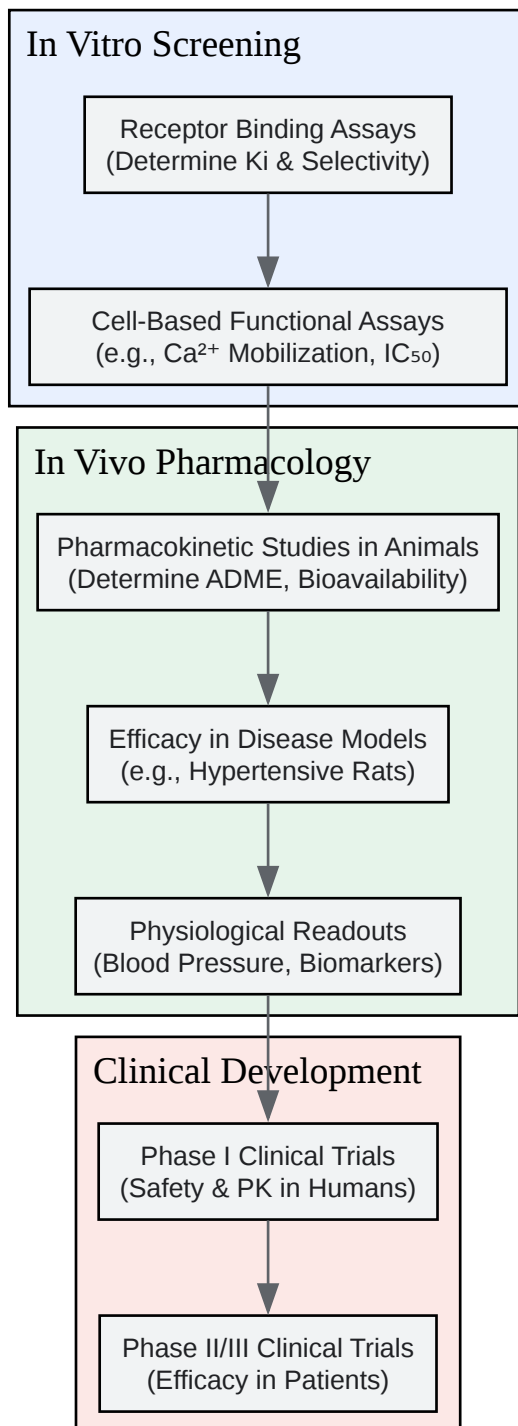 In Vitro Screening
Receptor Binding Assays
(Determine Ki & Selectivity)
Cell-Based Functional Assays
(e.g., Ca²⁺ Mobilization, IC₅₀)
In Vivo Pharmacology
Pharmacokinetic Studies in Animals
(Determine ADME, Bioavailability)
Efficacy in Disease Models
(e.g., Hypertensive Rats)
Physiological Readouts
(Blood Pressure, Biomarkers)
Clinical Development
Phase I Clinical Trials
(Safety & PK in Humans)
Phase II/III Clinical Trials
(Efficacy in Patients)